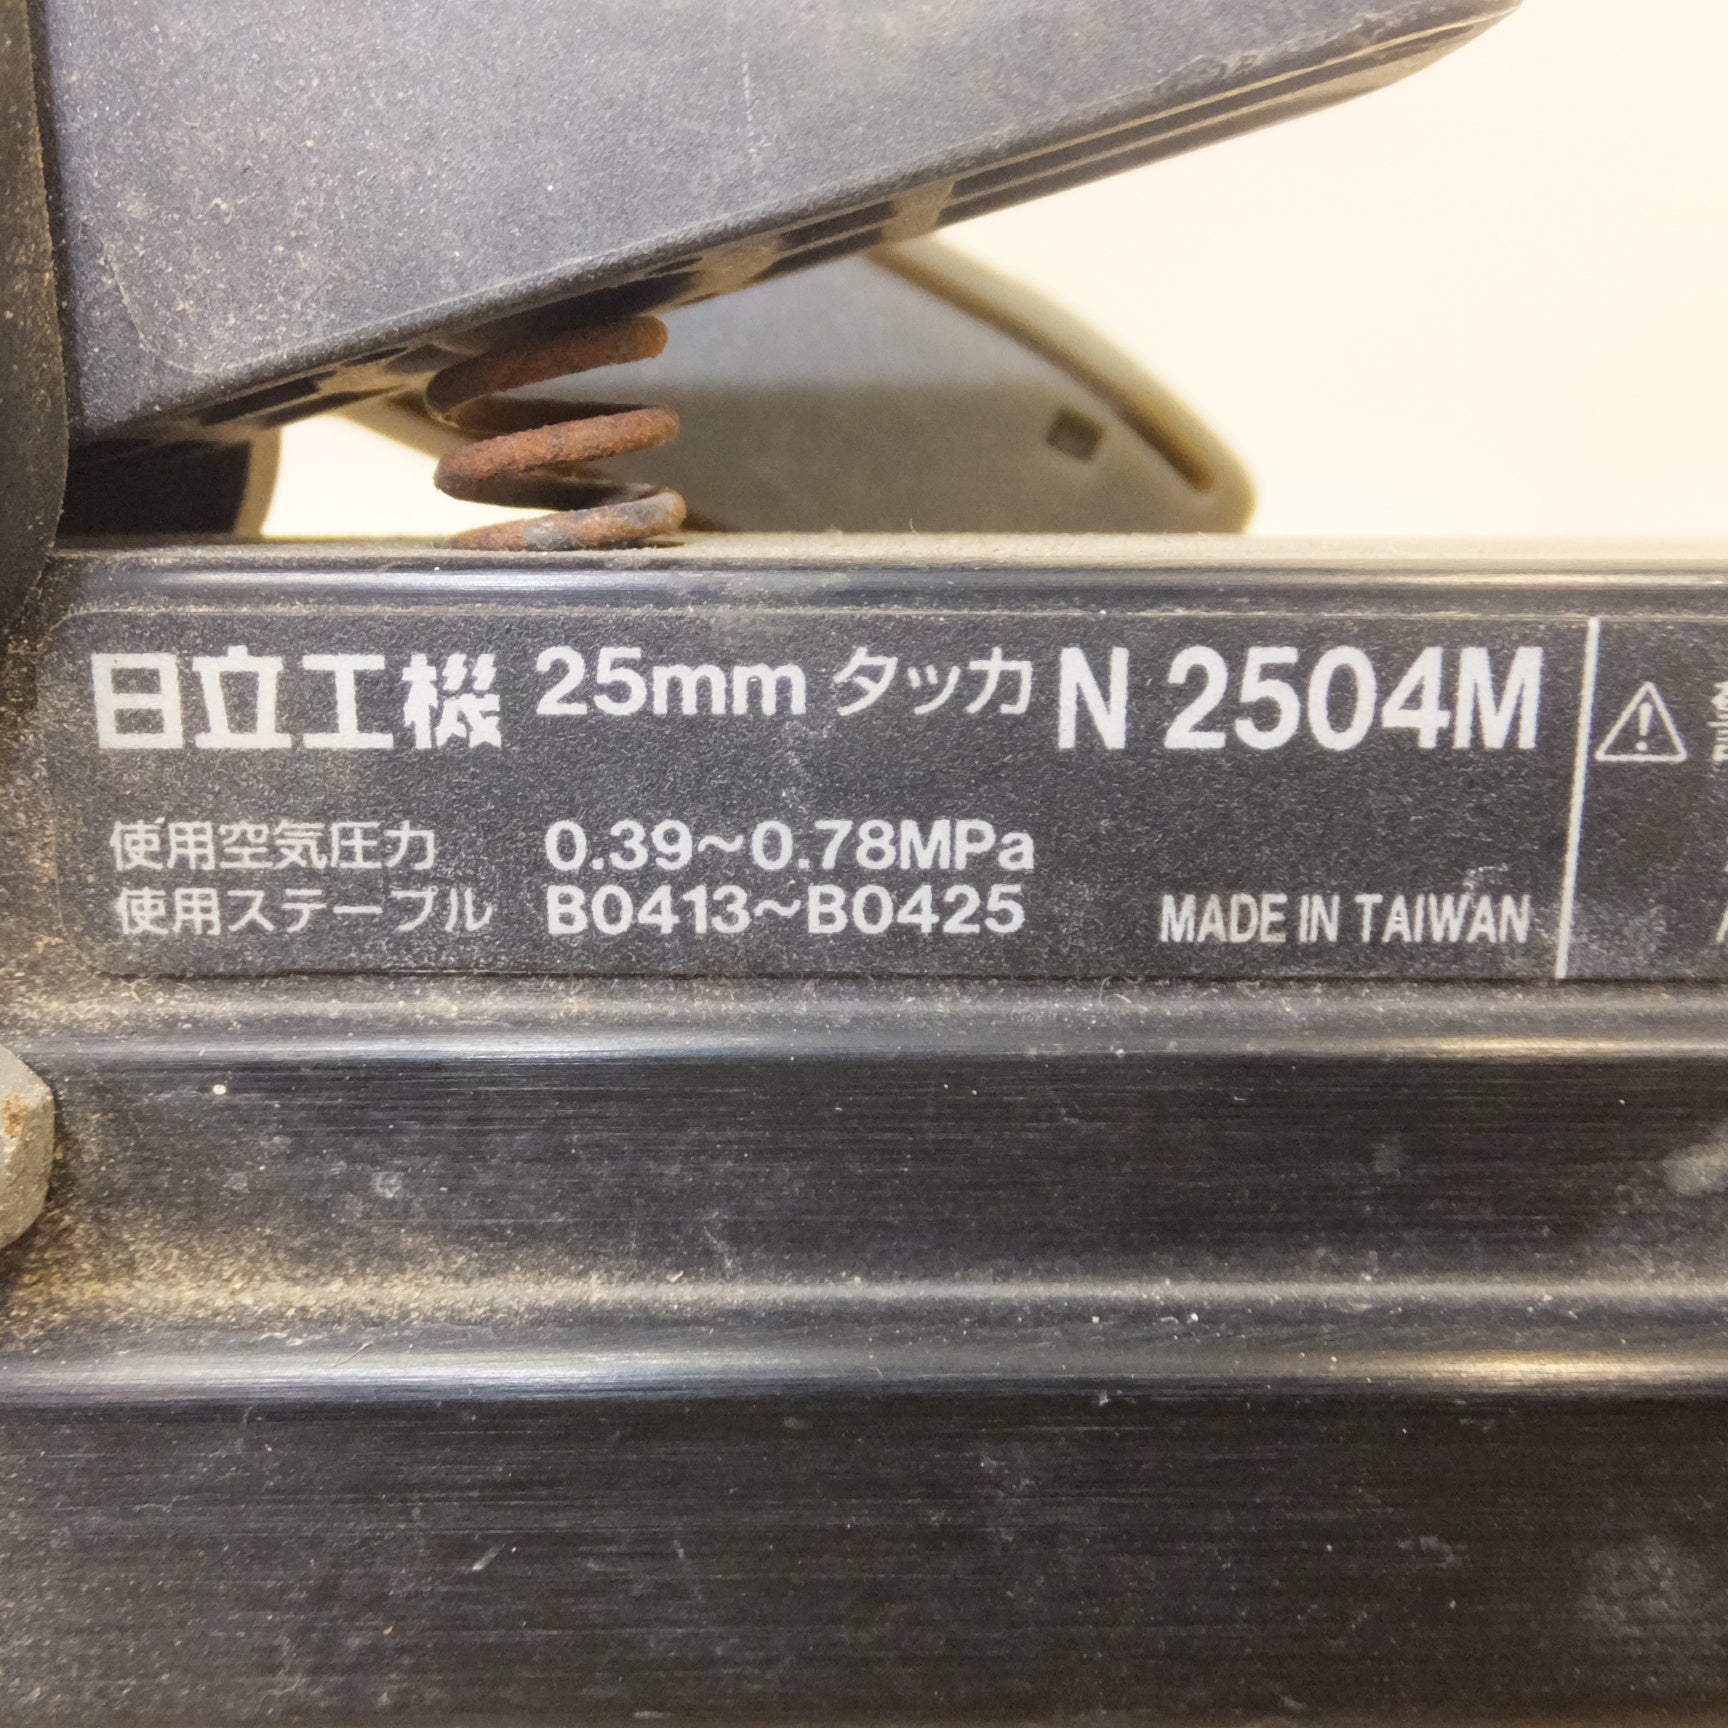 日立工機 25mm タッカ N 2504M
使用空気圧力 0.39～0.78MPa
使用ステープル B0413～B0425
MADE IN TAIWAN